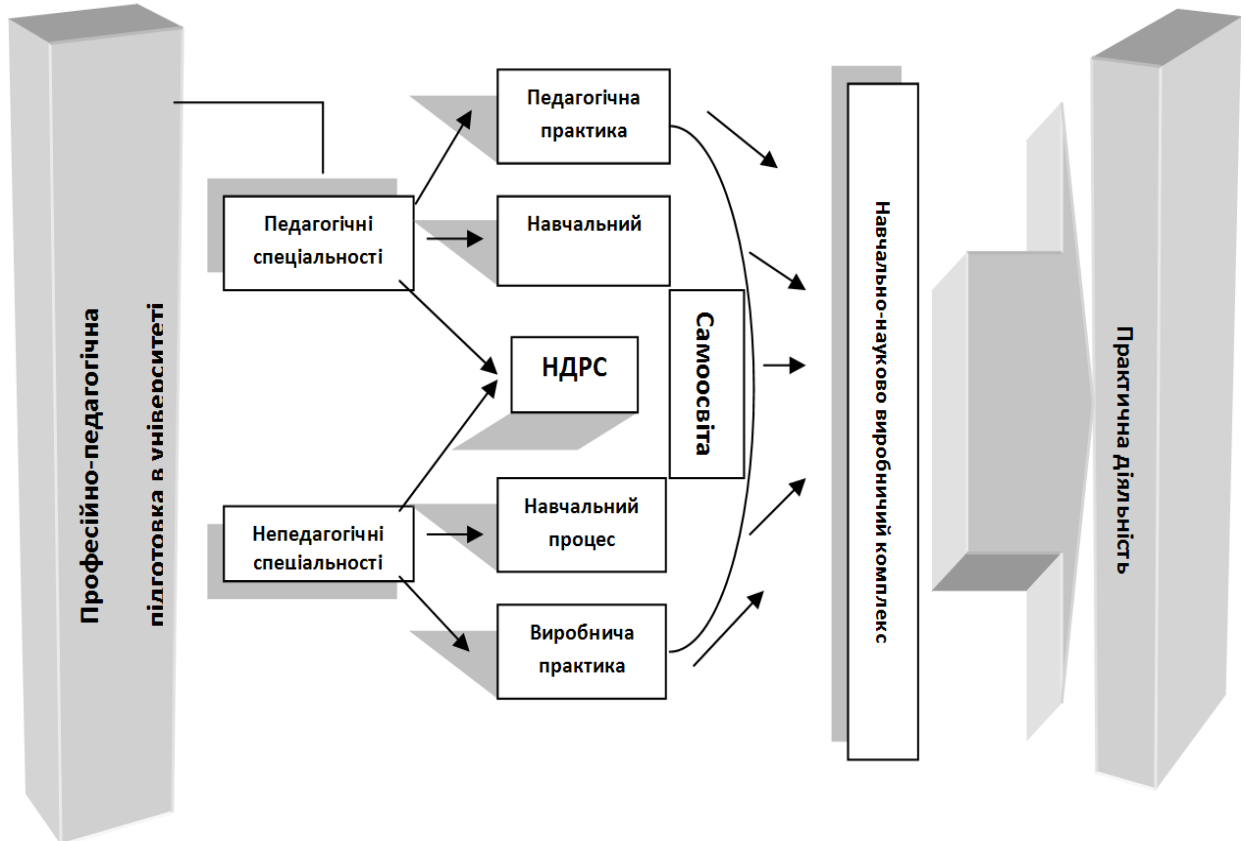 Професійно-педагогічна
підготовка в університеті
Педагогічні
спеціальності
Непедагогічні
спеціальності
Педагогічна
практика
Навчальний
НДРС
Навчальний
процес
Виробнича
практика
Самоосвіта
Навчально-науково виробничий комплекс
Практична діяльність